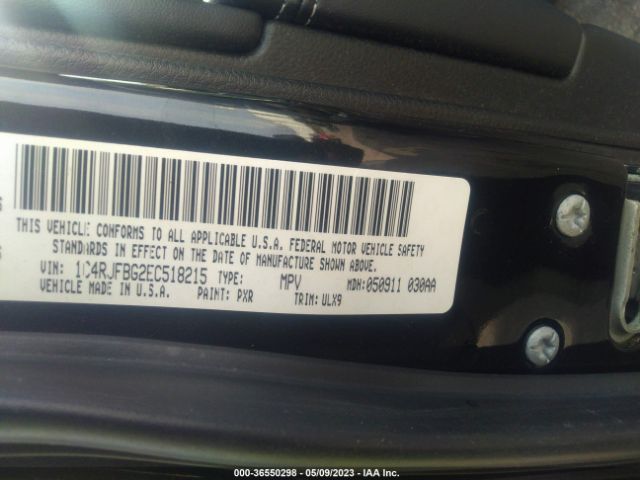 THIS VEHICLE CONFORMS TO ALL APPLICABLE U.S.A. FEDERAL MOTOR VEHICLE SAFETY
STANDARDS IN EFFECT ON THE DATE OF MANUFACTURE SHOWN ABOVE.
VIN: 1C4RJFBG2EC518215 TYPE: MPV MDH:050911 030AA
VEHICLE MADE IN U.S.A. PAINT: PXR TRIM: ULX9
000-36550298 - 05/09/2023 - IAA Inc.